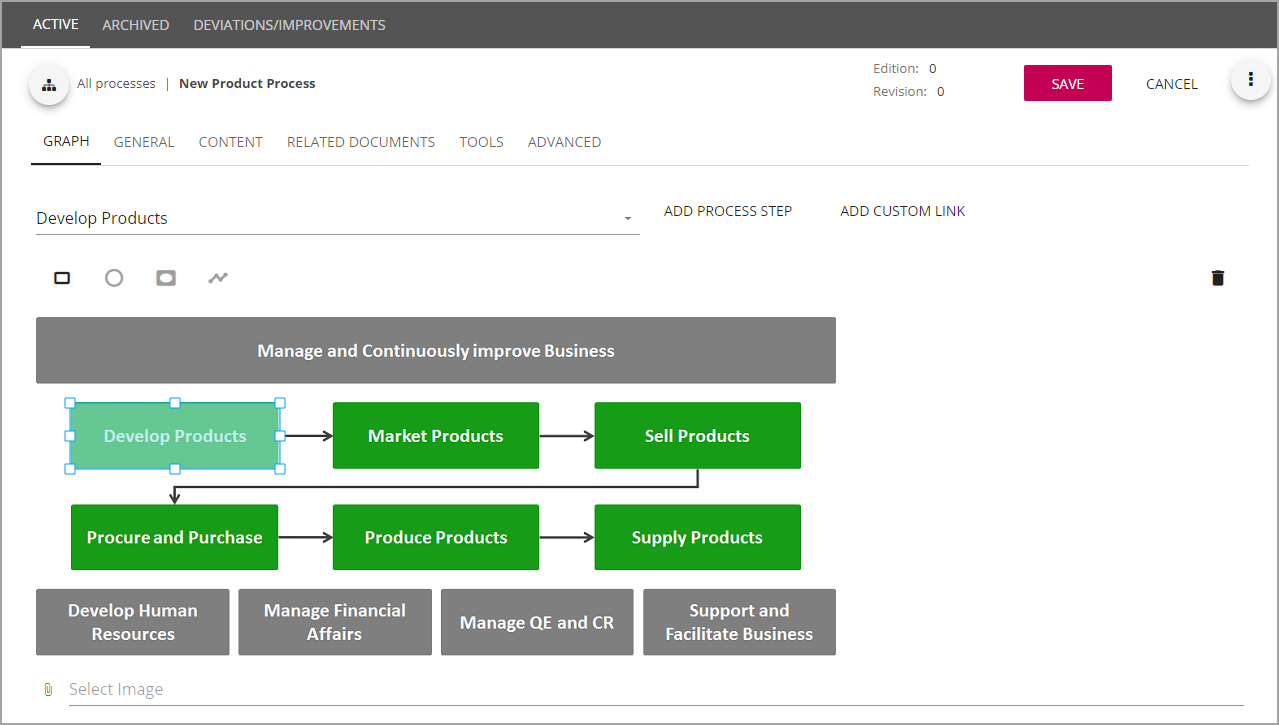 ACTIVE ARCHIVED DEVIATIONS/IMPROVEMENTS
All processes | New Product Process
Edition: 0
Revision: 0
SAVE CANCEL
GRAPH GENERAL CONTENT RELATED DOCUMENTS TOOLS ADVANCED
Develop Products
ADD PROCESS STEP ADD CUSTOM LINK
Manage and Continuously improve Business
Develop Products Market Products Sell Products
Procure and Purchase Produce Products Supply Products
Develop Human
Resources
Manage Financial
Affairs
Manage QE and CR
Support and
Facilitate Business
Select Image